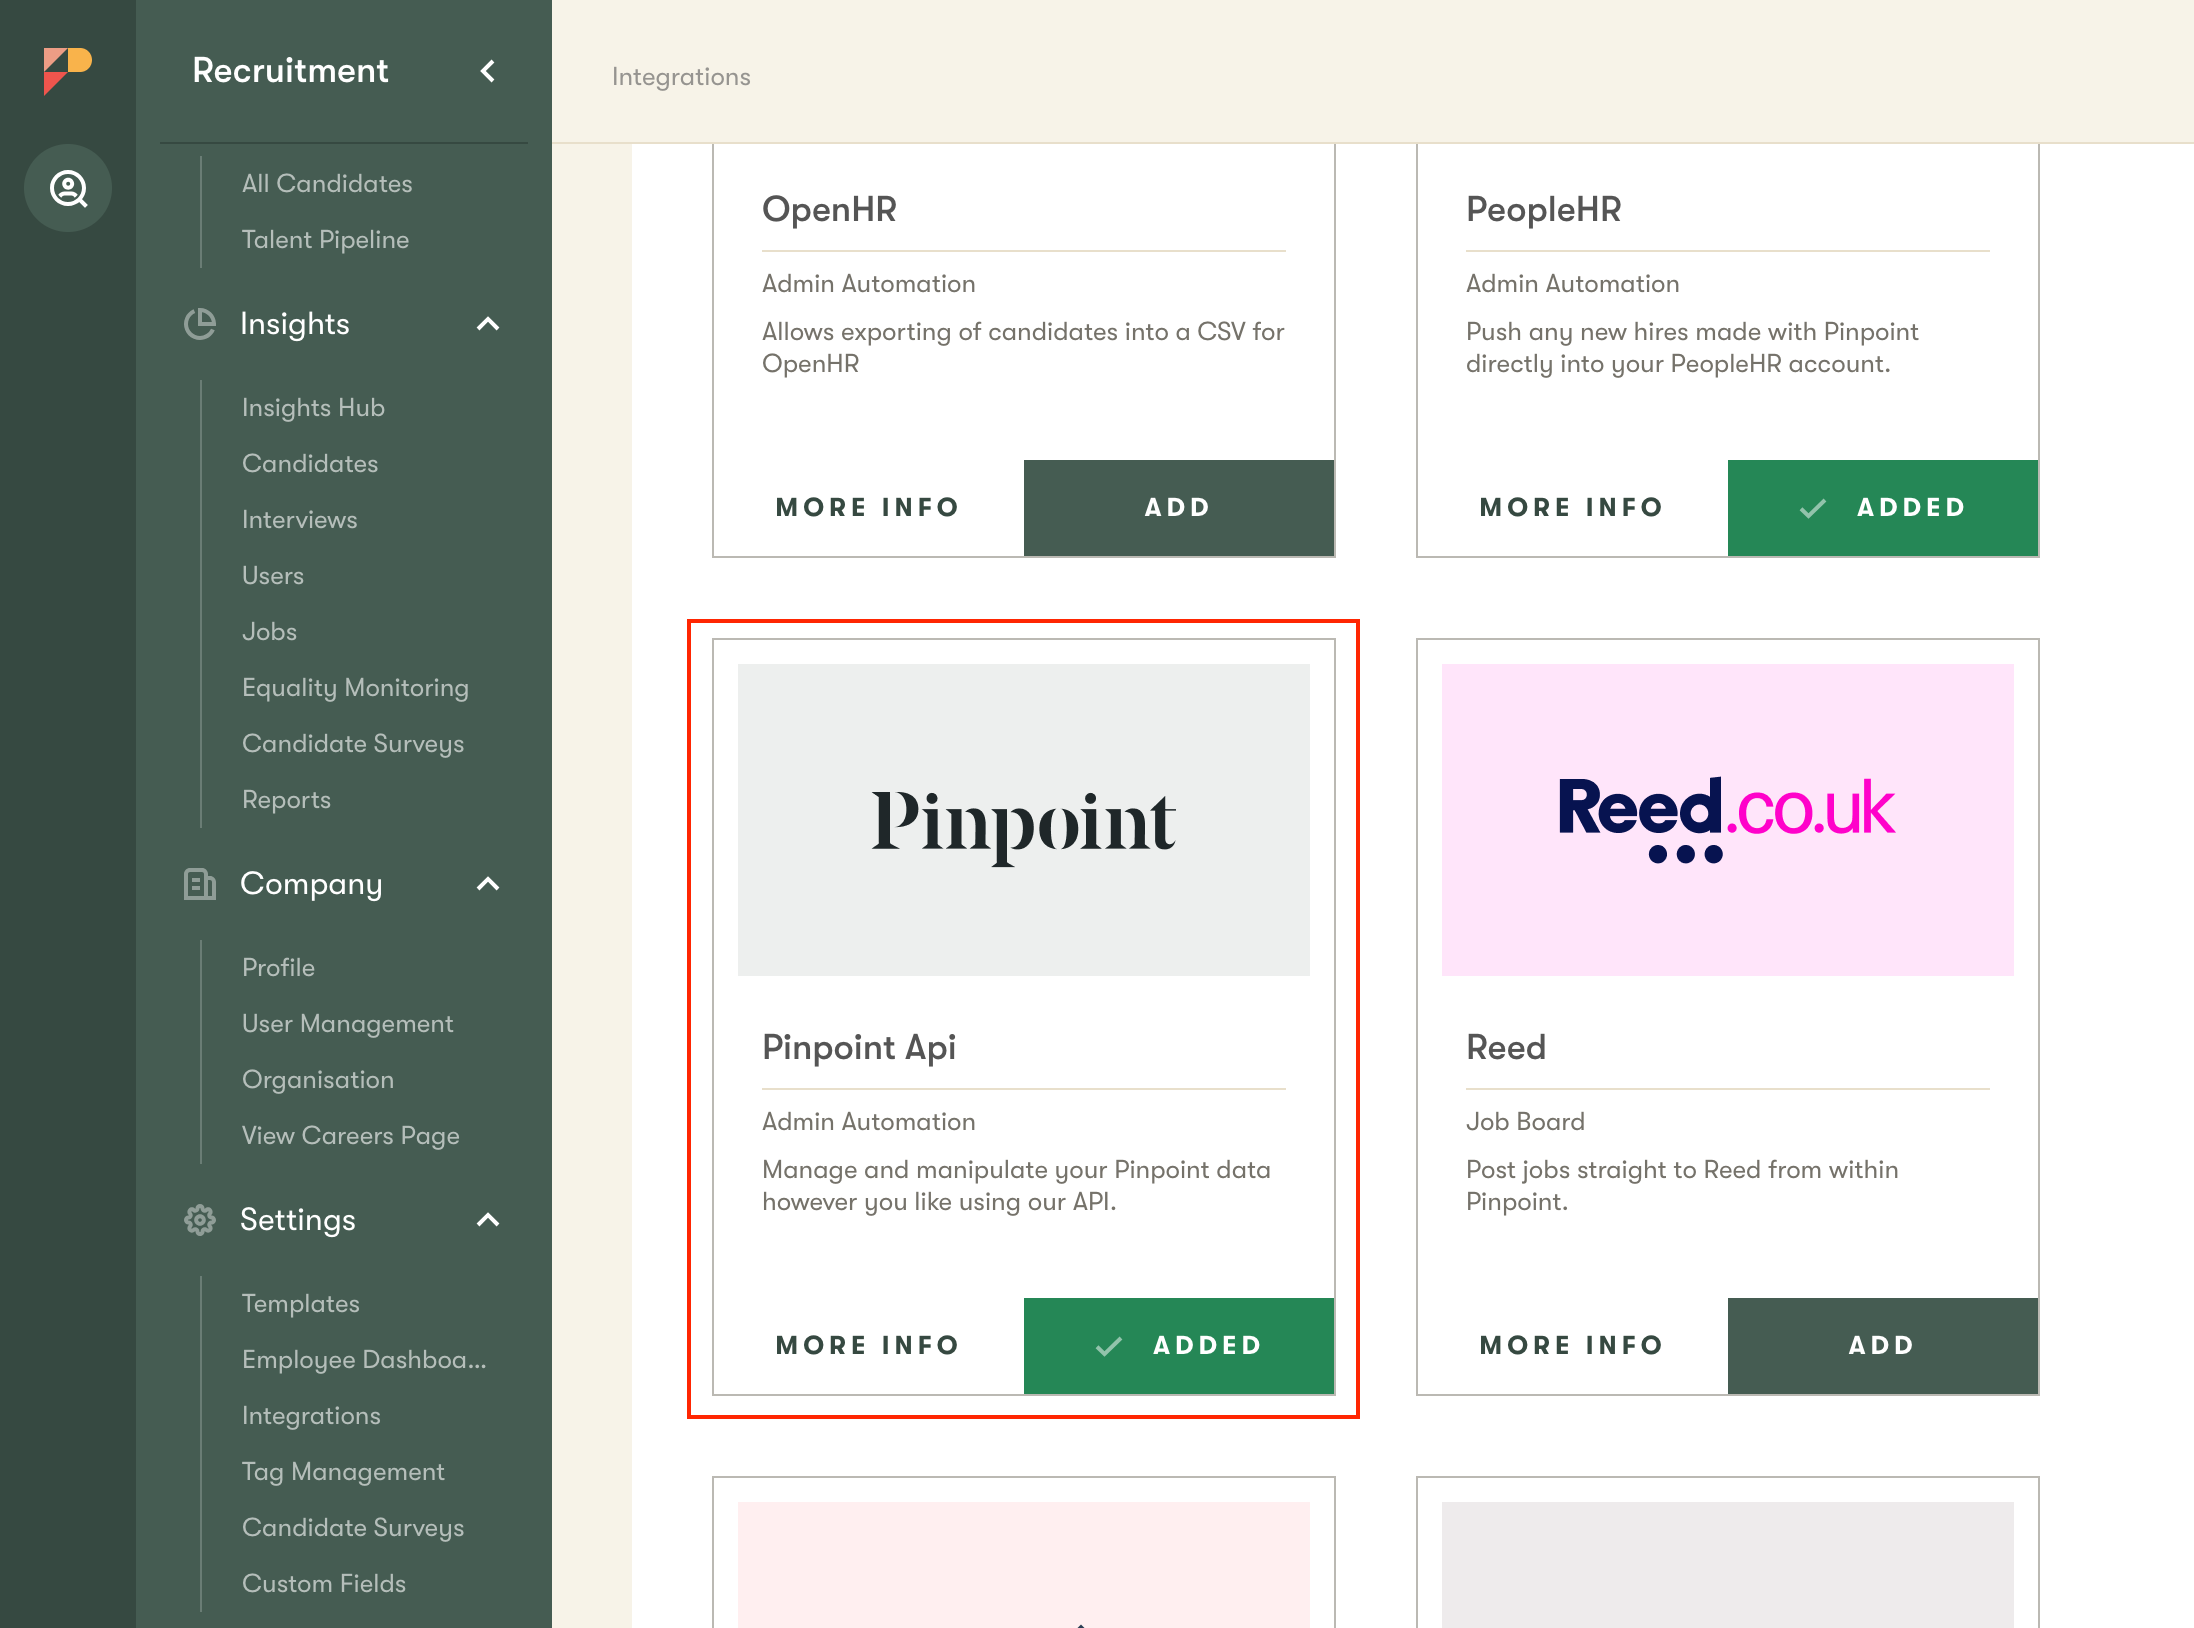 Recruitment
All Candidates
Talent Pipeline
Insights
Insights Hub
Candidates
Interviews
Users
Jobs
Equality Monitoring
Candidate Surveys
Reports
Company
Profile
User Management
Organisation
View Careers Page
Settings
Templates
Employee Dashboa...
Integrations
Tag Management
Candidate Surveys
Custom Fields
Integrations
OpenHR
Admin Automation
Allows exporting of candidates into a CSV for
OpenHR
MORE INFO
ADD
PeopleHR
Admin Automation
Push any new hires made with Pinpoint
directly into your PeopleHR account.
MORE INFO
ADDED
Pinpoint
Pinpoint Api
Admin Automation
Manage and manipulate your Pinpoint data
however you like using our API.
MORE INFO
ADDED
Reed.co.uk
Reed
Job Board
Post jobs straight to Reed from within
Pinpoint.
MORE INFO
ADD